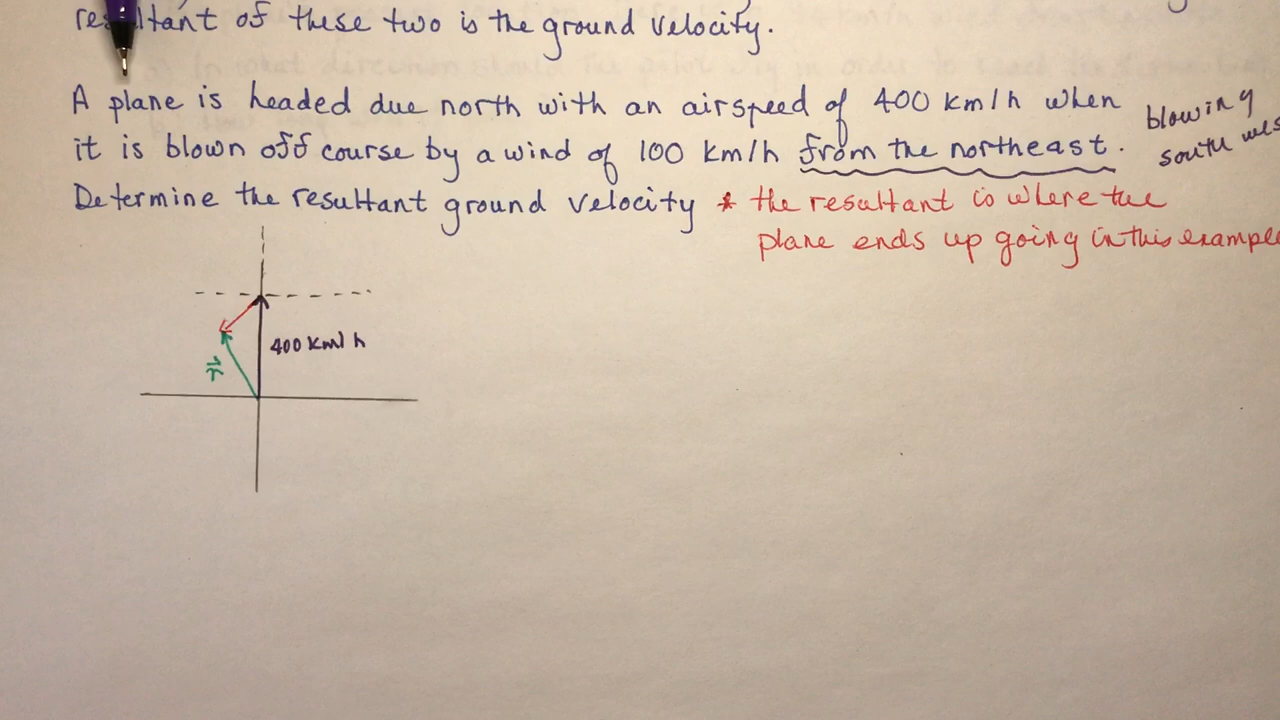 resultant of these two is the ground velocity.
A plane is headed due north with an airspeed of 400 km/h when
it is blown off course by a wind of 100 km/h from the northeast.
blowing
south wes
Determine the resultant ground velocity * the resultant is where the
plane ends up going in this example
400 km/h
r